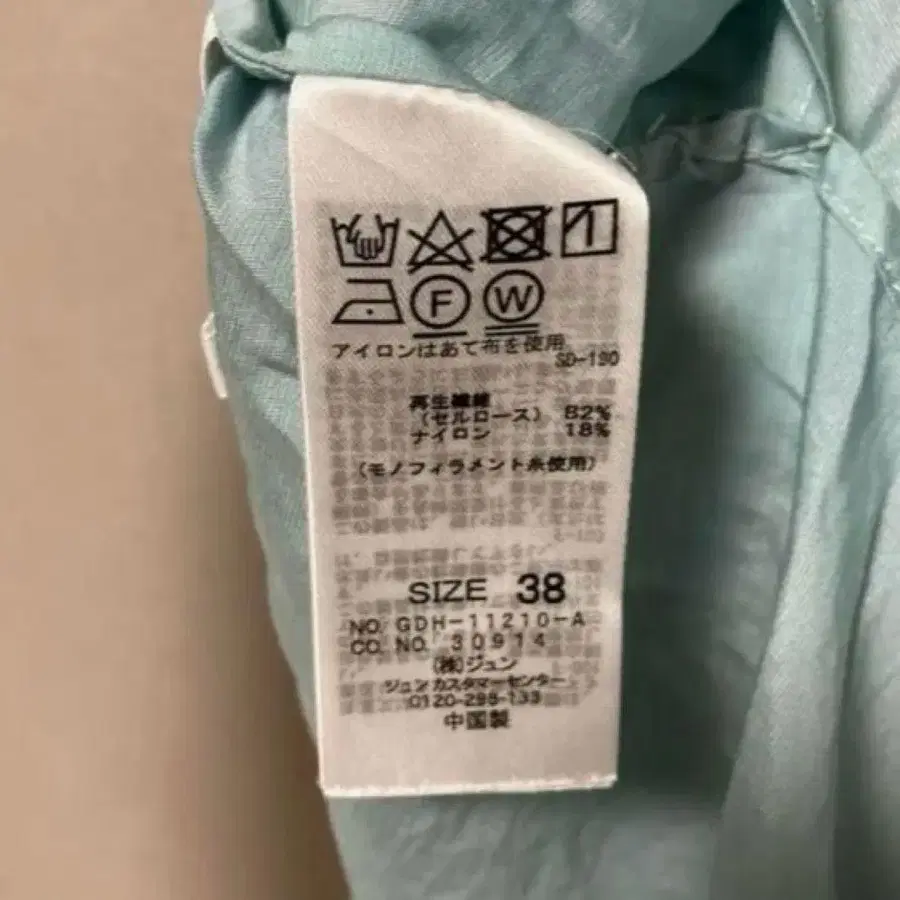 F W
アイロンはあて布を使用
SD-190
再生繊維
(セルロース) 82%
ナイロン 18%
(モノフィラメント糸使用)
SIZE 38
NO. GDH-11210-A
CO. NO. 30914
(株)ジュン
ジュンカスタマーセンター
0120-298-133
中国製